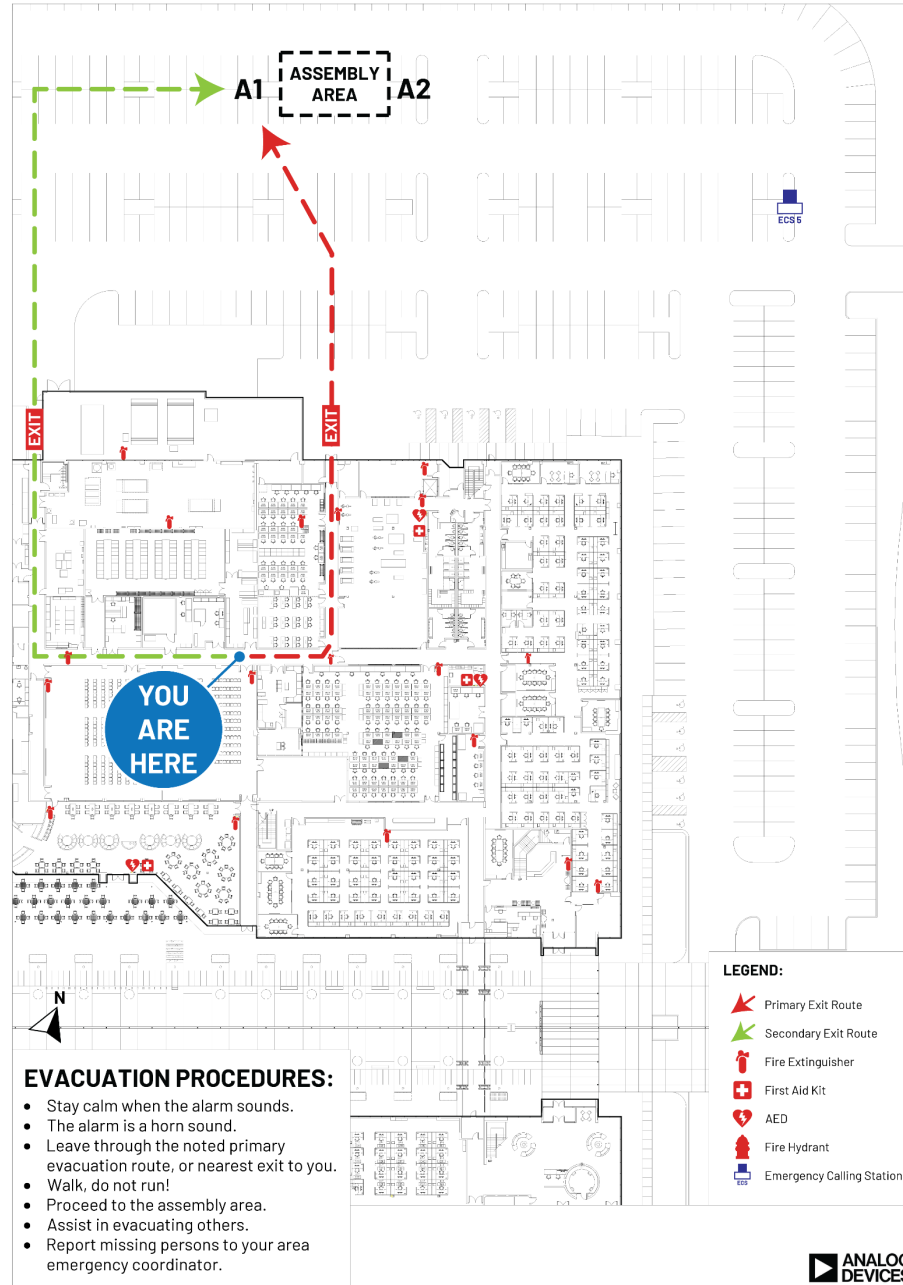 A1
ASSEMBLY
AREA
A2
ECS 5
EXIT
EXIT
YOU
ARE
HERE
N
LEGEND:
Primary Exit Route
Secondary Exit Route
Fire Extinguisher
First Aid Kit
AED
Fire Hydrant
ECS
Emergency Calling Station
EVACUATION PROCEDURES:
• Stay calm when the alarm sounds.
• The alarm is a horn sound.
• Leave through the noted primary
evacuation route, or nearest exit to you.
• Walk, do not run!
• Proceed to the assembly area.
• Assist in evacuating others.
• Report missing persons to your area
emergency coordinator.
ANALOG
DEVICES